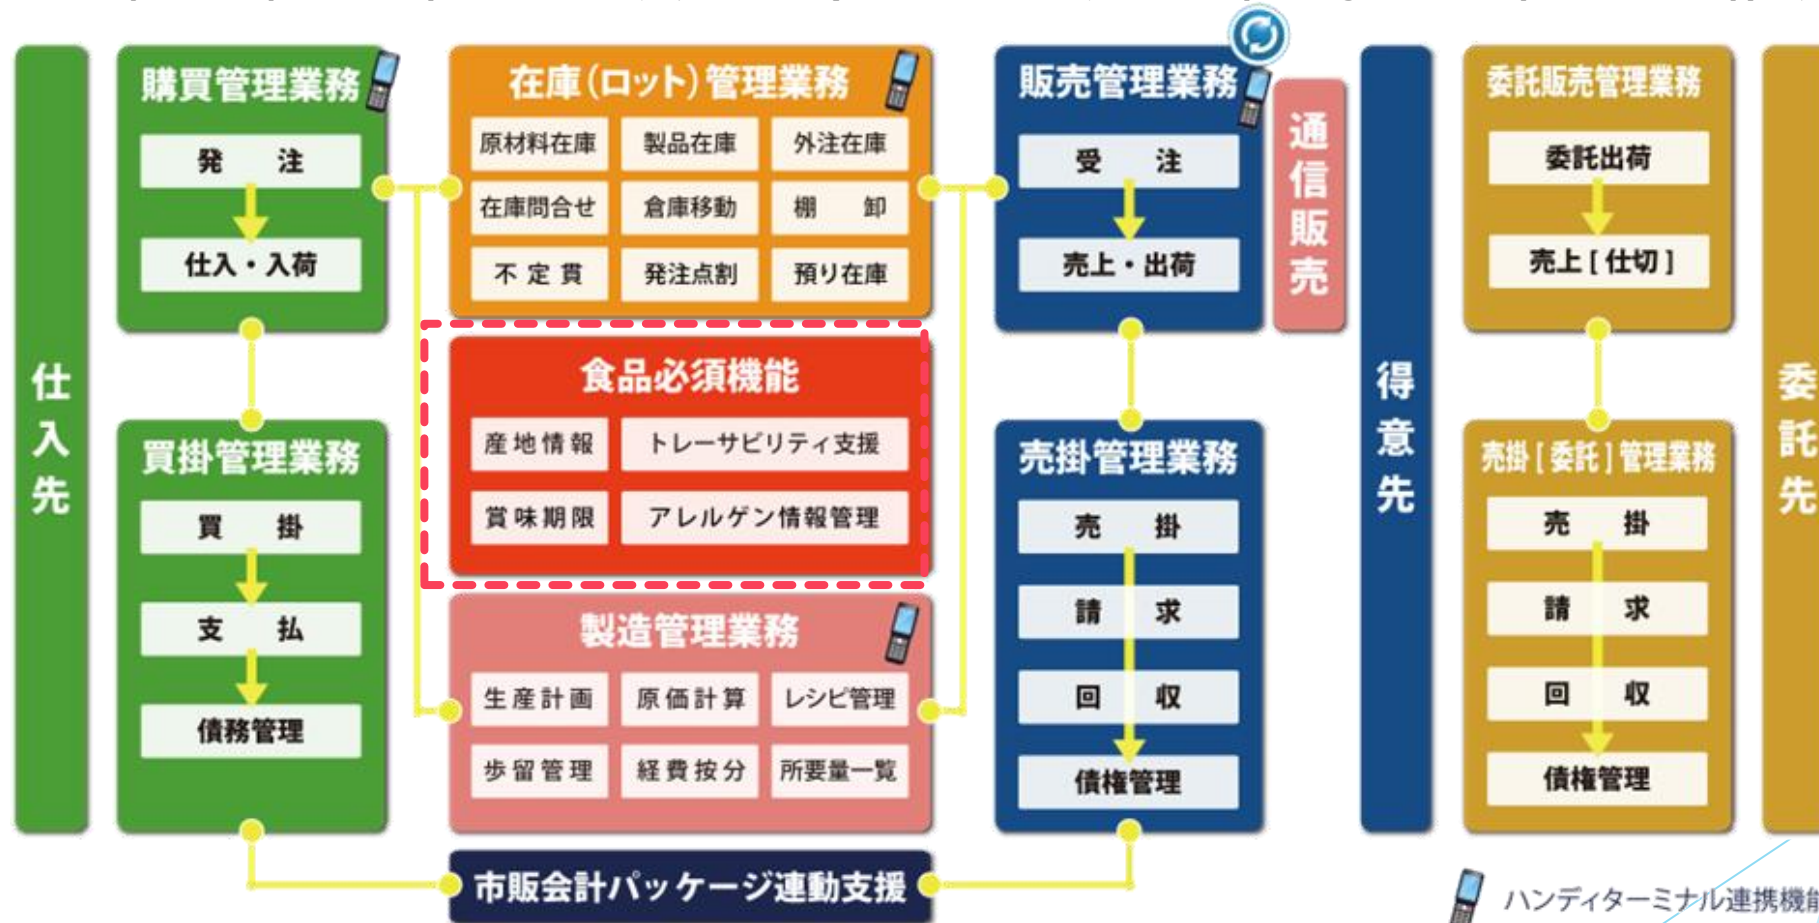 仕入先
購買管理業務
発　注
仕入・入荷
買掛管理業務
買　掛
支　払
債務管理
在庫(ロット)管理業務
原材料在庫　製品在庫　外注在庫
在庫問合せ　倉庫移動　棚　卸
不定貫　発注点割　預り在庫
食品必須機能
産地情報　トレーサビリティ支援
賞味期限　アレルゲン情報管理
製造管理業務
生産計画　原価計算　レシピ管理
歩留管理　経費按分　所要量一覧
市販会計パッケージ連動支援
販売管理業務
受　注
売上・出荷
通信販売
売掛管理業務
売　掛
請　求
回　収
債権管理
得意先
委託販売管理業務
委託出荷
売上[仕切]
売掛[委託]管理業務
売　掛
請　求
回　収
債権管理
委託先
ハンディターミナル連携機能